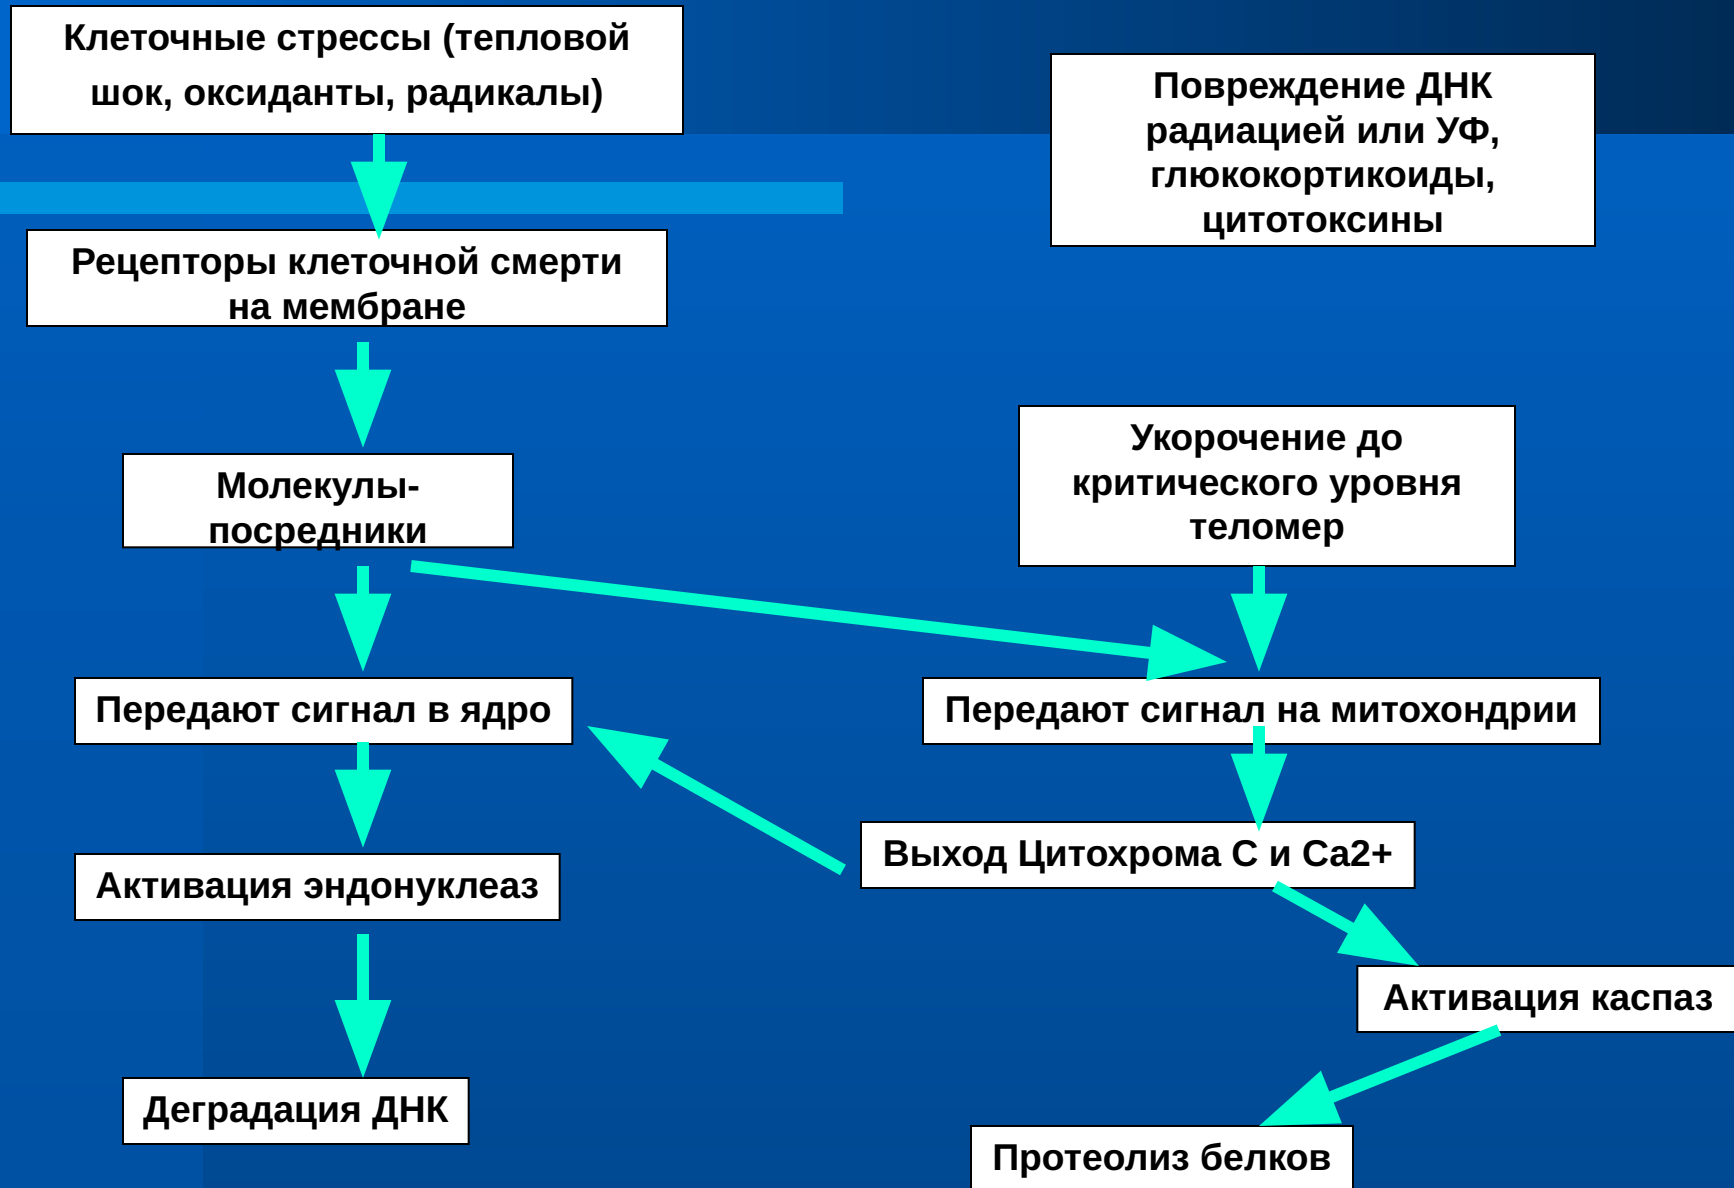 Клеточные стрессы (тепловой
шок, оксиданты, радикалы)
Повреждение ДНК
радиацией или УФ,
глюкокортикоиды,
цитотоксины
Рецепторы клеточной смерти
на мембране
Укорочение до
критического уровня
теломер
Молекулы-
посредники
Передают сигнал в ядро
Передают сигнал на митохондрии
Выход Цитохрома С и Са2+
Активация эндонуклеаз
Активация каспаз
Деградация ДНК
Протеолиз белков